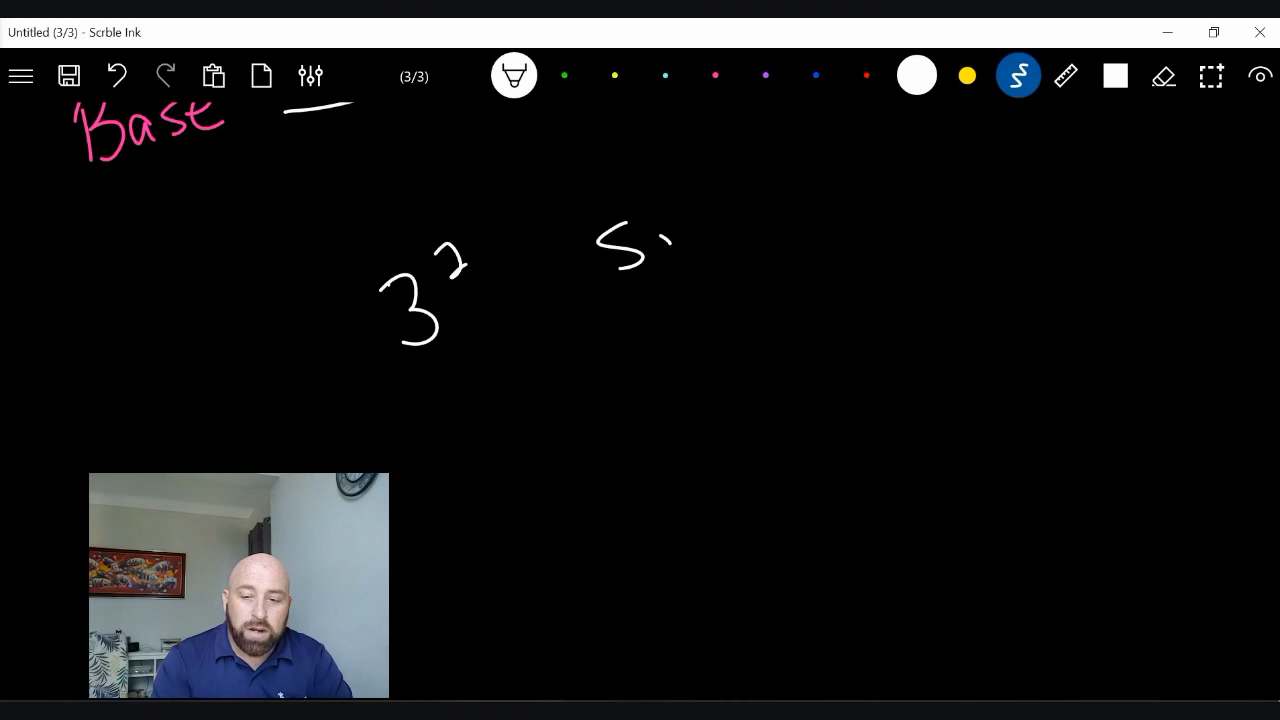 Untitled (3/3) - Scrble Ink
(3/3)
Base
3² S